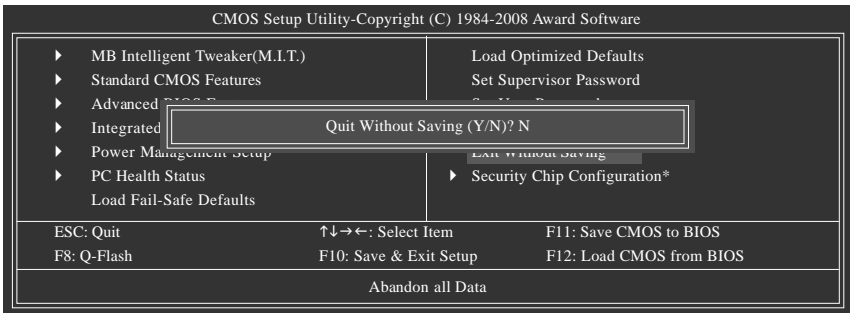 CMOS Setup Utility-Copyright (C) 1984-2008 Award Software
MB Intelligent Tweaker(M.I.T.)
Standard CMOS Features
Advanced
Integrated
Power Management Setup
PC Health Status
Load Fail-Safe Defaults
Load Optimized Defaults
Set Supervisor Password
Exit Without Saving
Security Chip Configuration*
Quit Without Saving (Y/N)? N
ESC: Quit
↑↓→←: Select Item
F11: Save CMOS to BIOS
F8: Q-Flash
F10: Save & Exit Setup
F12: Load CMOS from BIOS
Abandon all Data